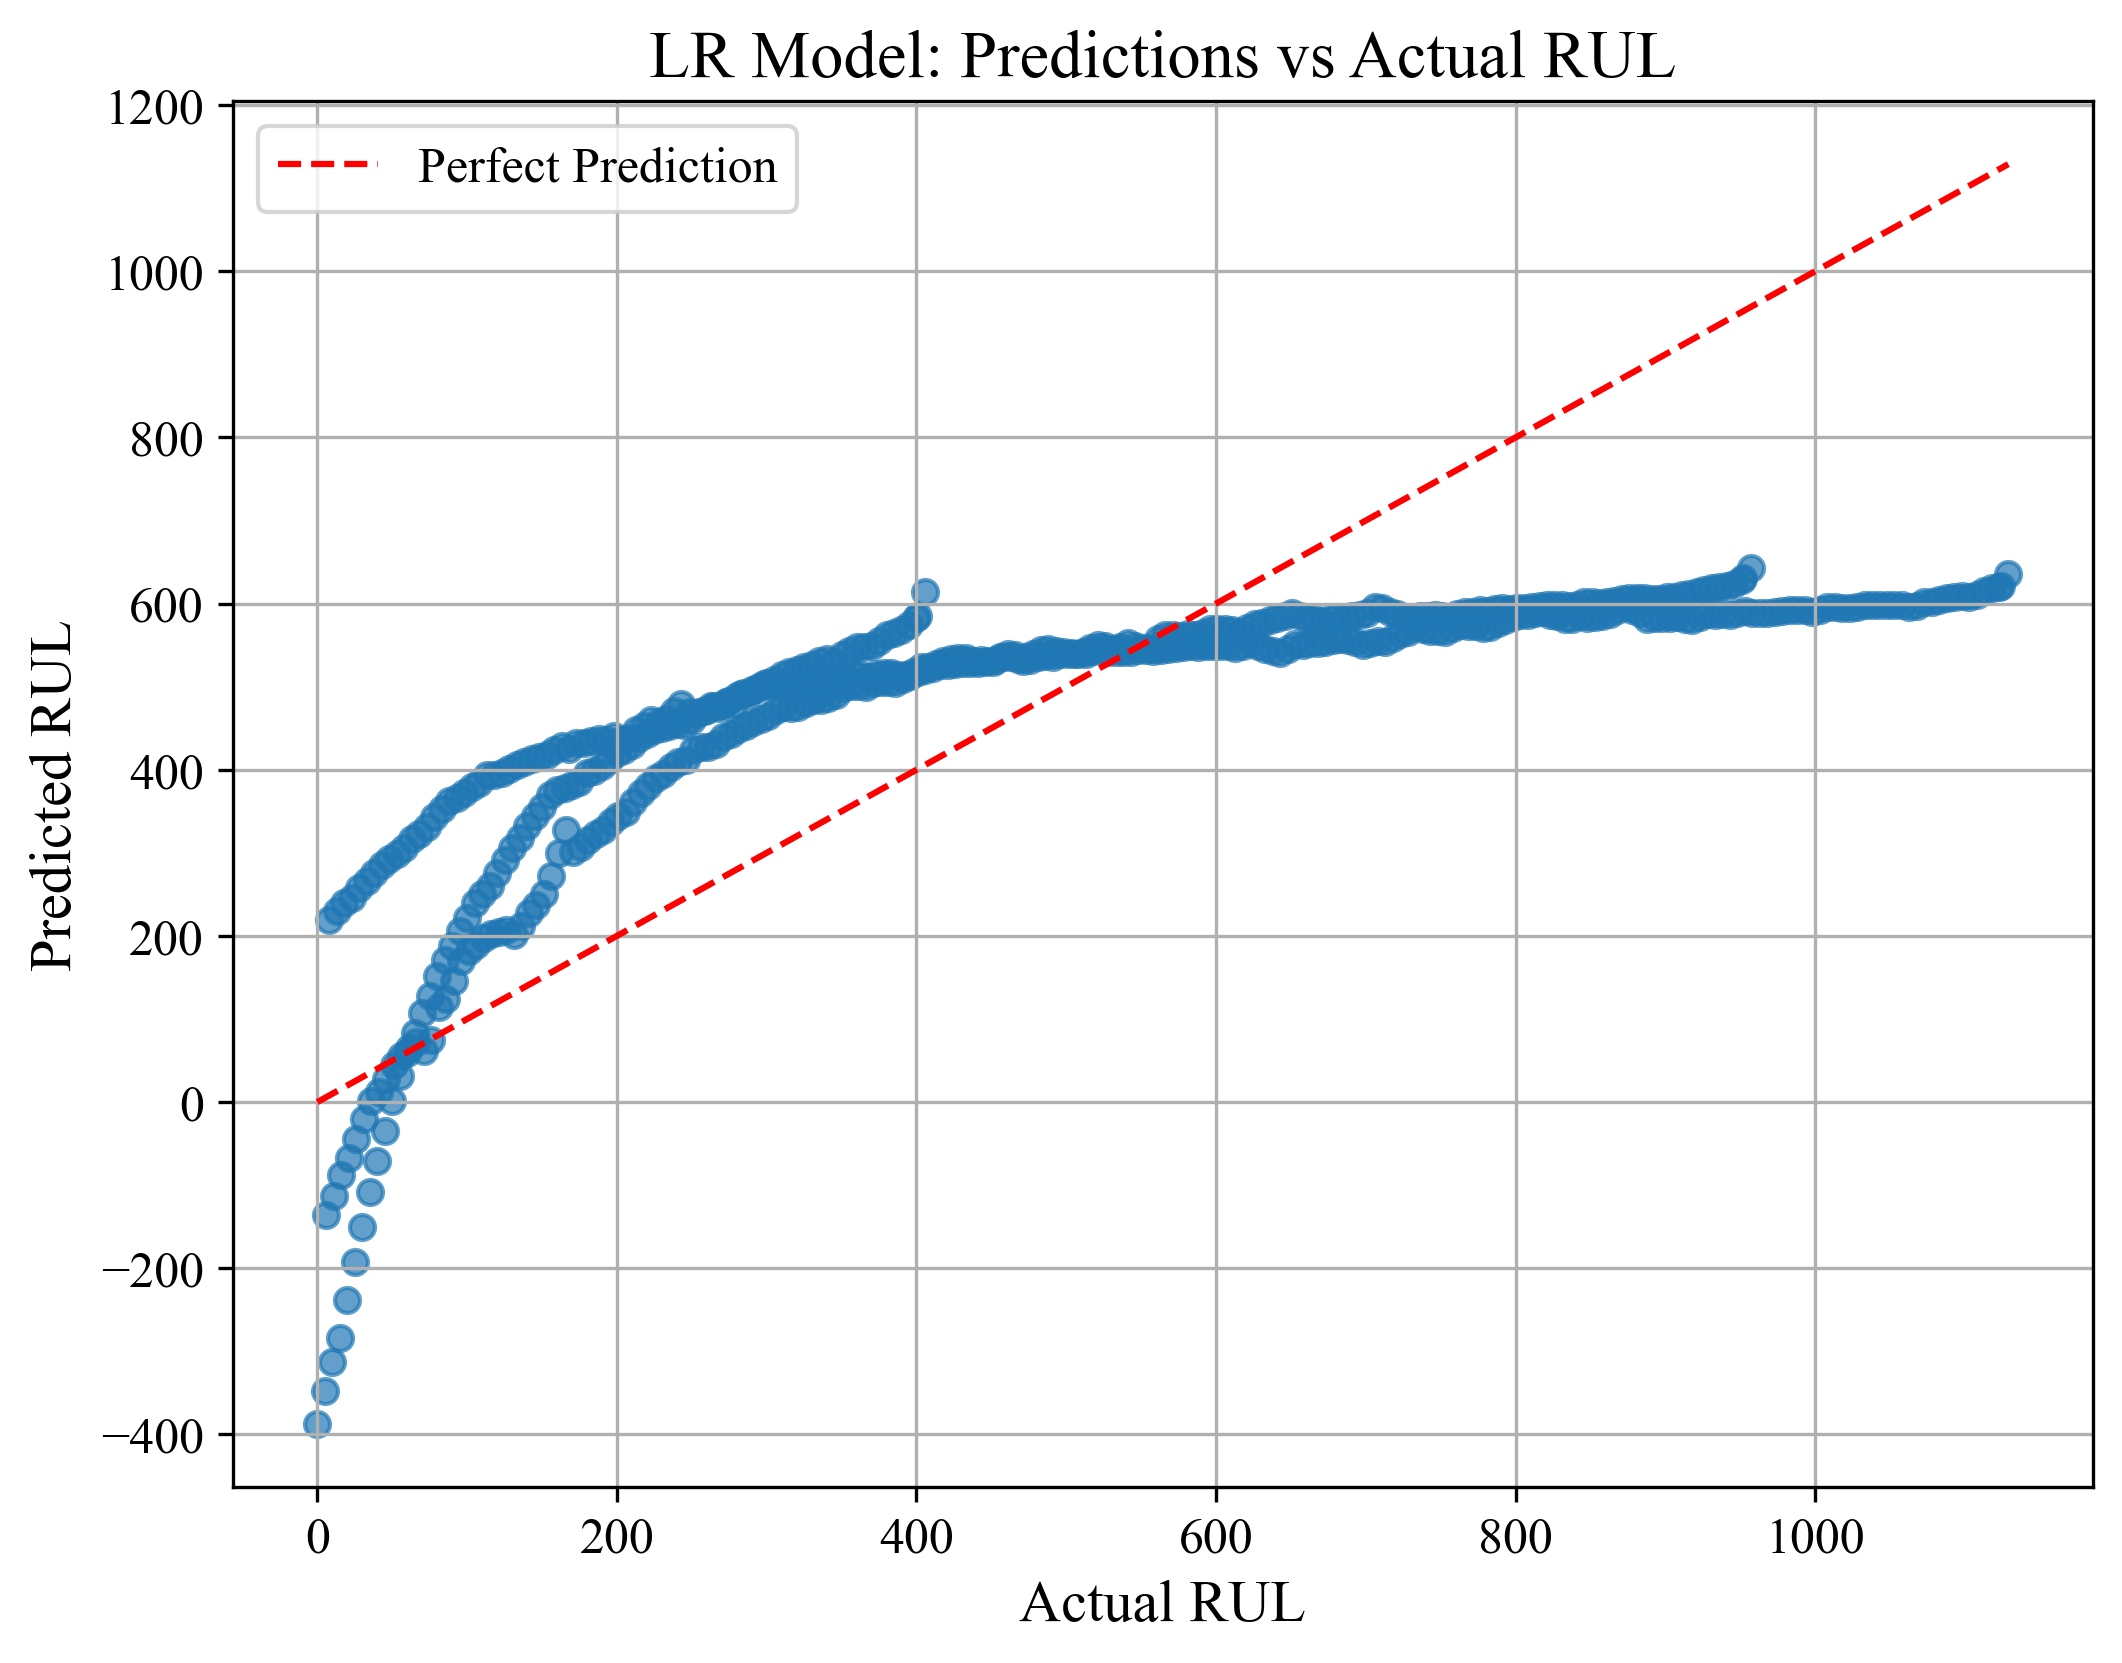 LR Model: Predictions vs Actual RUL
Perfect Prediction
Predicted RUL
1200
1000
800
600
400
200
0
−200
−400
0 200 400 600 800 1000
Actual RUL